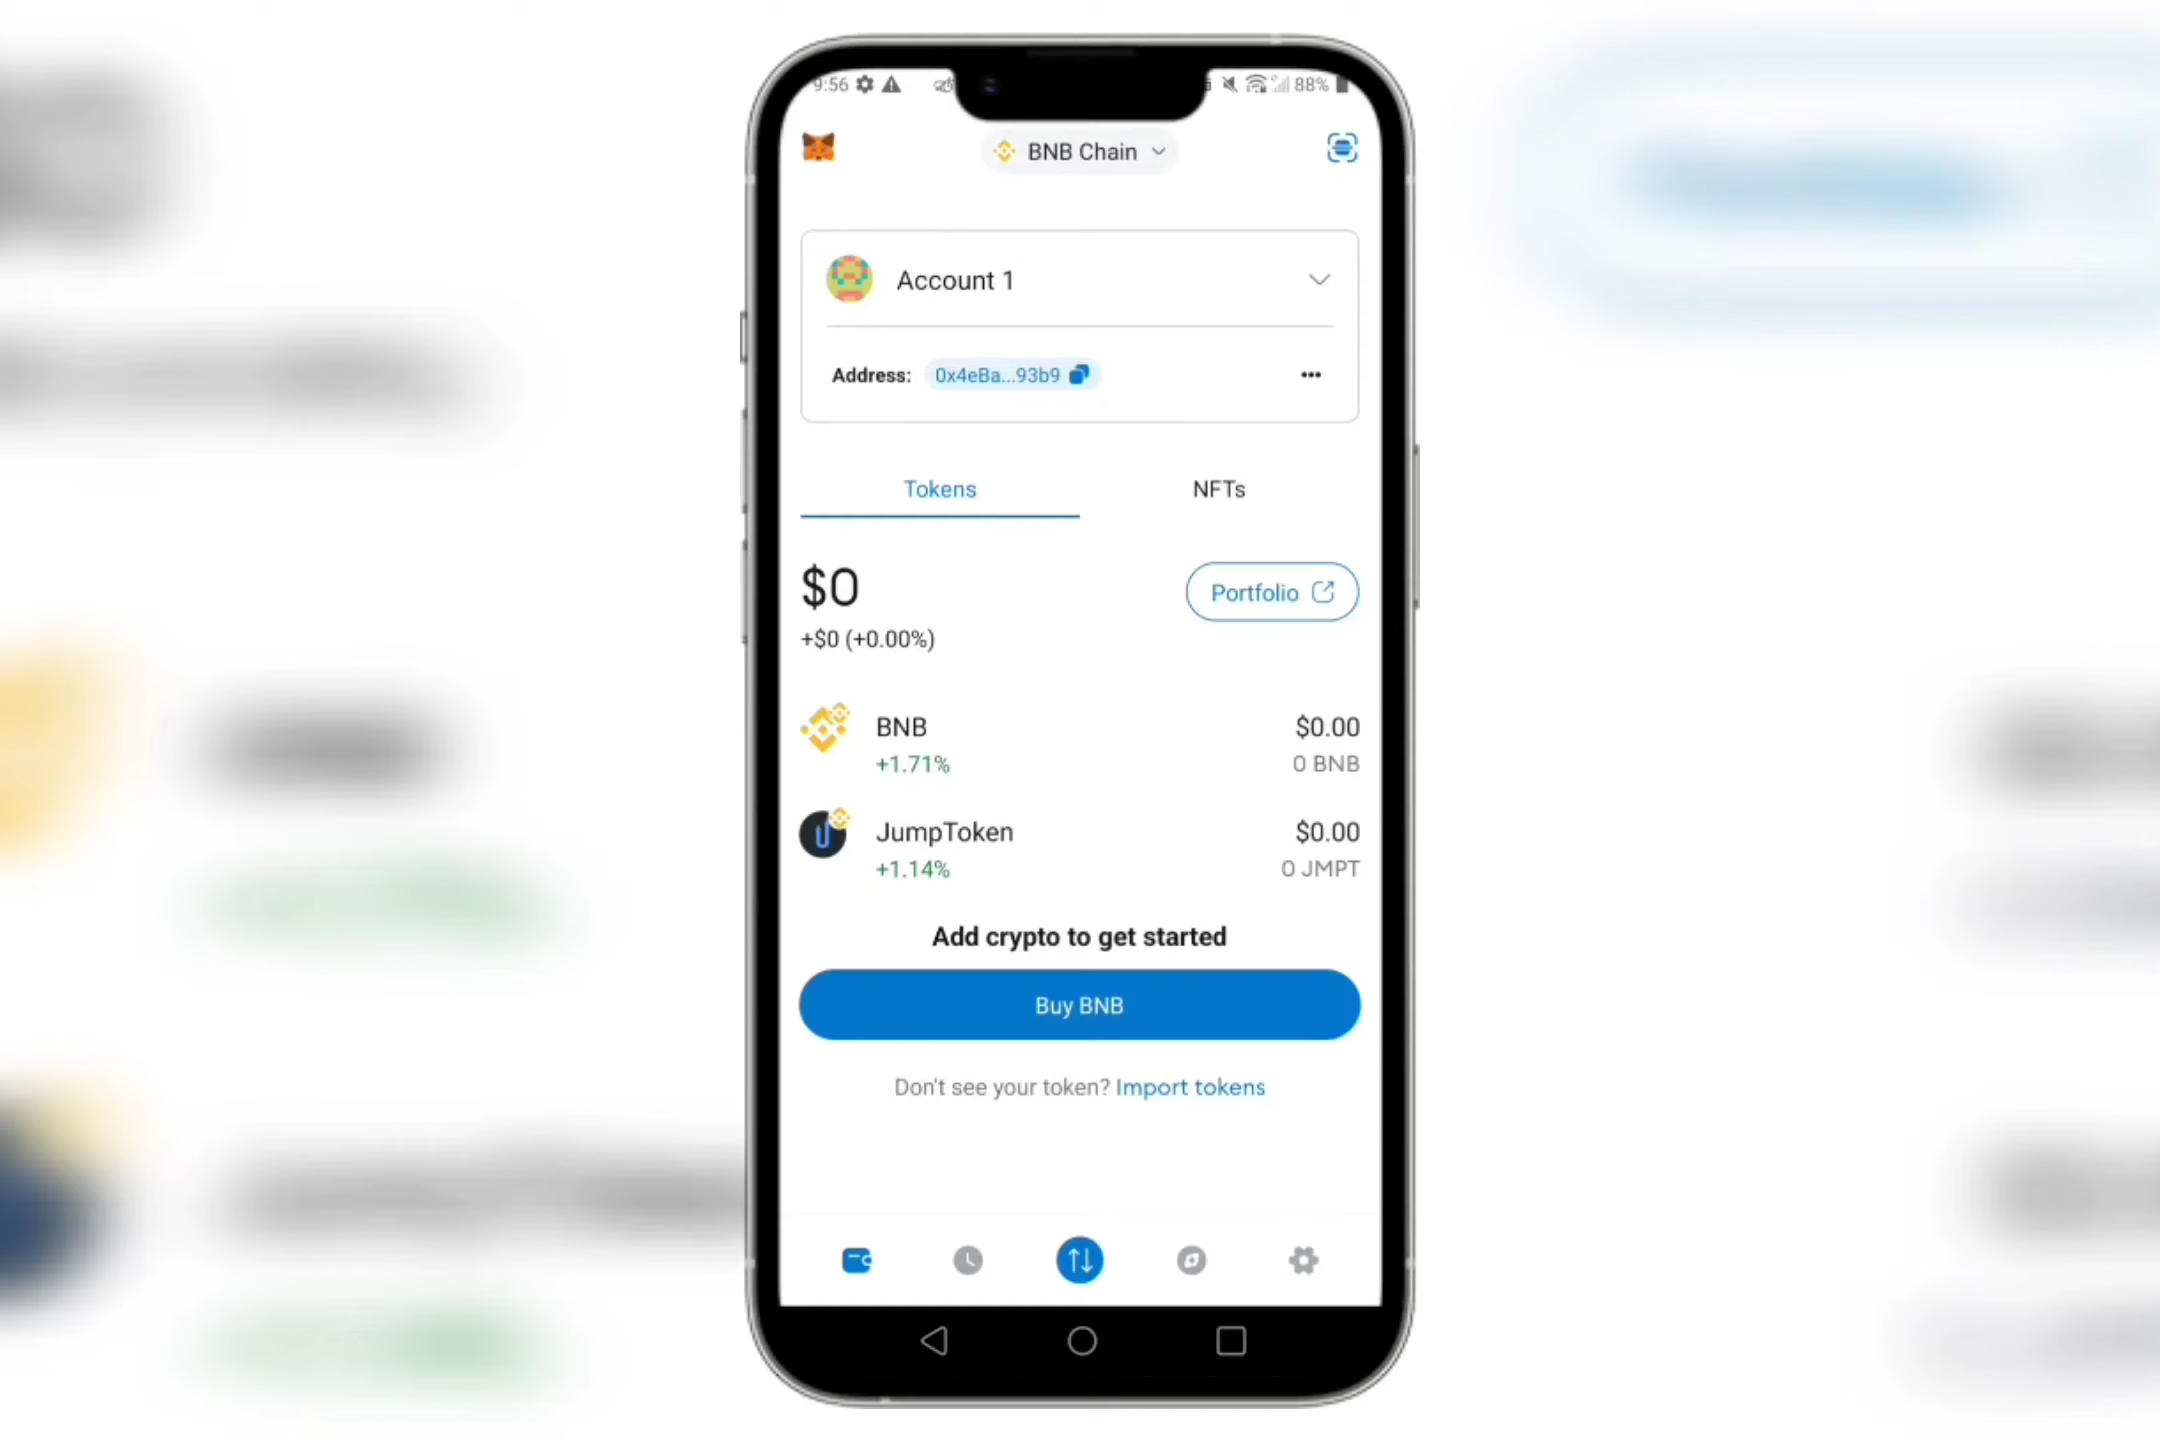 9:56 88%
BNB Chain
Account 1
Address: 0x4eBa...93b9
Tokens NFTs
$0
Portfolio
+$0 (+0.00%)
BNB $0.00
+1.71% 0 BNB
JumpToken $0.00
+1.14% 0 JMPT
Add crypto to get started
Buy BNB
Don't see your token? Import tokens